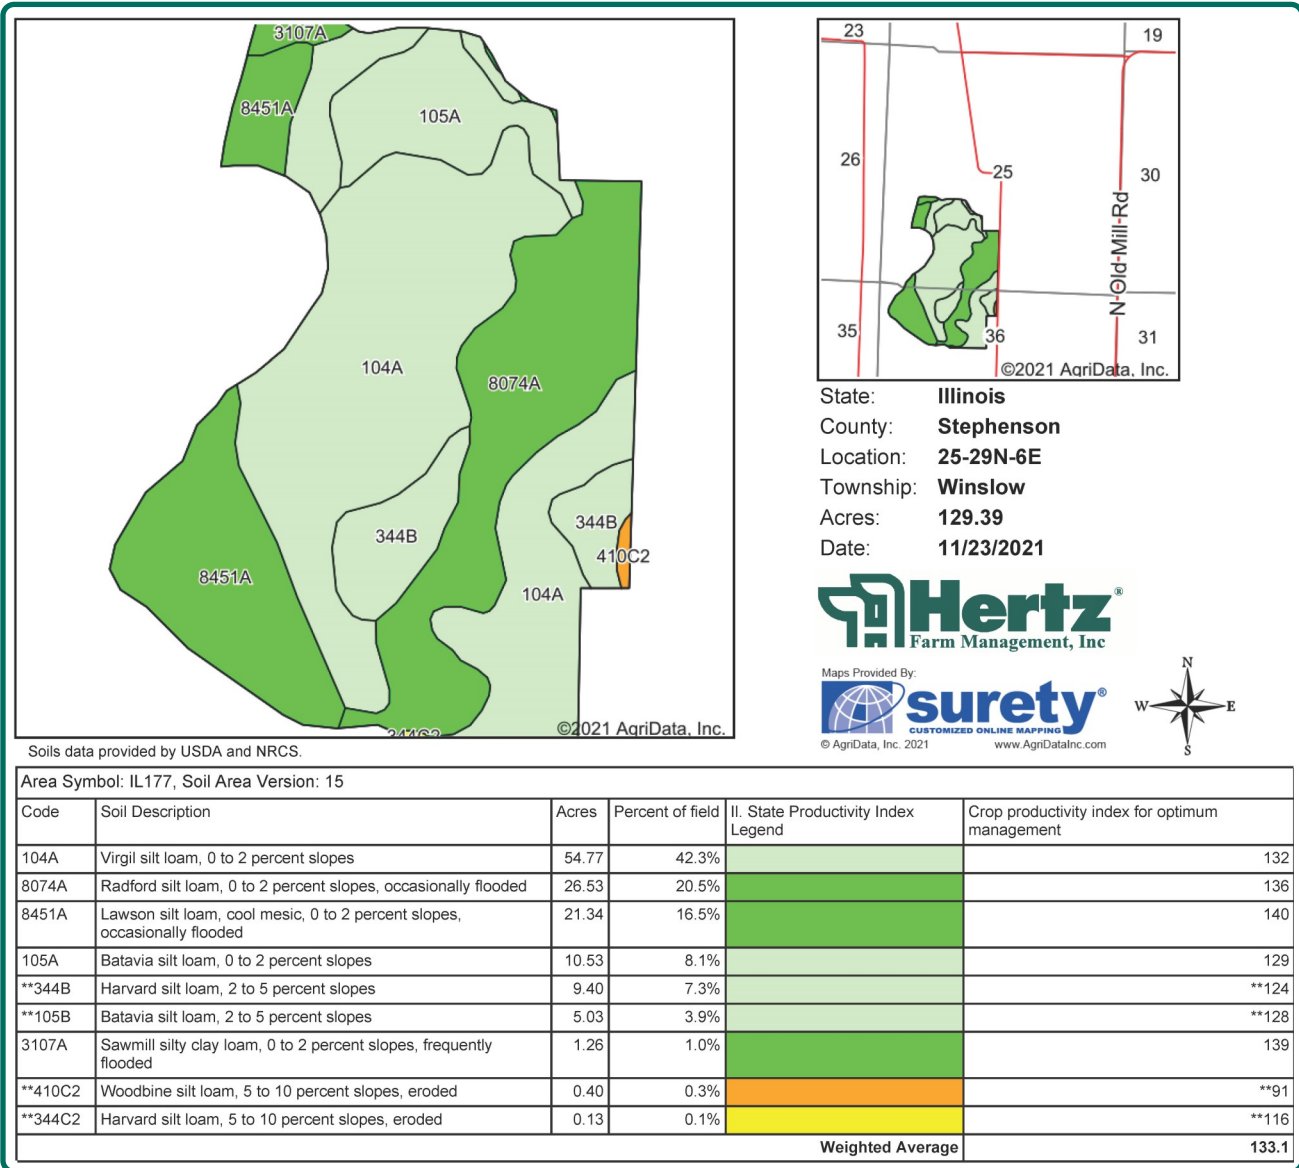 3107A
8451A
105A
104A
8074A
344B
344B
410C2
8451A
104A
344C2
©2021 AgriData, Inc.
23
19
26
25
30
N Old Mill Rd
35
36
31
©2021 AgriData, Inc.
State: Illinois
County: Stephenson
Location: 25-29N-6E
Township: Winslow
Acres: 129.39
Date: 11/23/2021
Hertz®
Farm Management, Inc
Maps Provided By:
surety®
CUSTOMIZED ONLINE MAPPING
© AgriData, Inc. 2021 www.AgriDataInc.com
N
W E
S
Soils data provided by USDA and NRCS.
Area Symbol: IL177, Soil Area Version: 15
Code Soil Description Acres Percent of field II. State Productivity Index Crop productivity index for optimum
Legend management
104A Virgil silt loam, 0 to 2 percent slopes 54.77 42.3% 132
8074A Radford silt loam, 0 to 2 percent slopes, occasionally flooded 26.53 20.5% 136
8451A Lawson silt loam, cool mesic, 0 to 2 percent slopes, 21.34 16.5% 140
occasionally flooded
105A Batavia silt loam, 0 to 2 percent slopes 10.53 8.1% 129
**344B Harvard silt loam, 2 to 5 percent slopes 9.40 7.3% **124
**105B Batavia silt loam, 2 to 5 percent slopes 5.03 3.9% **128
3107A Sawmill silty clay loam, 0 to 2 percent slopes, frequently 1.26 1.0% 139
flooded
**410C2 Woodbine silt loam, 5 to 10 percent slopes, eroded 0.40 0.3% **91
**344C2 Harvard silt loam, 5 to 10 percent slopes, eroded 0.13 0.1% **116
Weighted Average 133.1